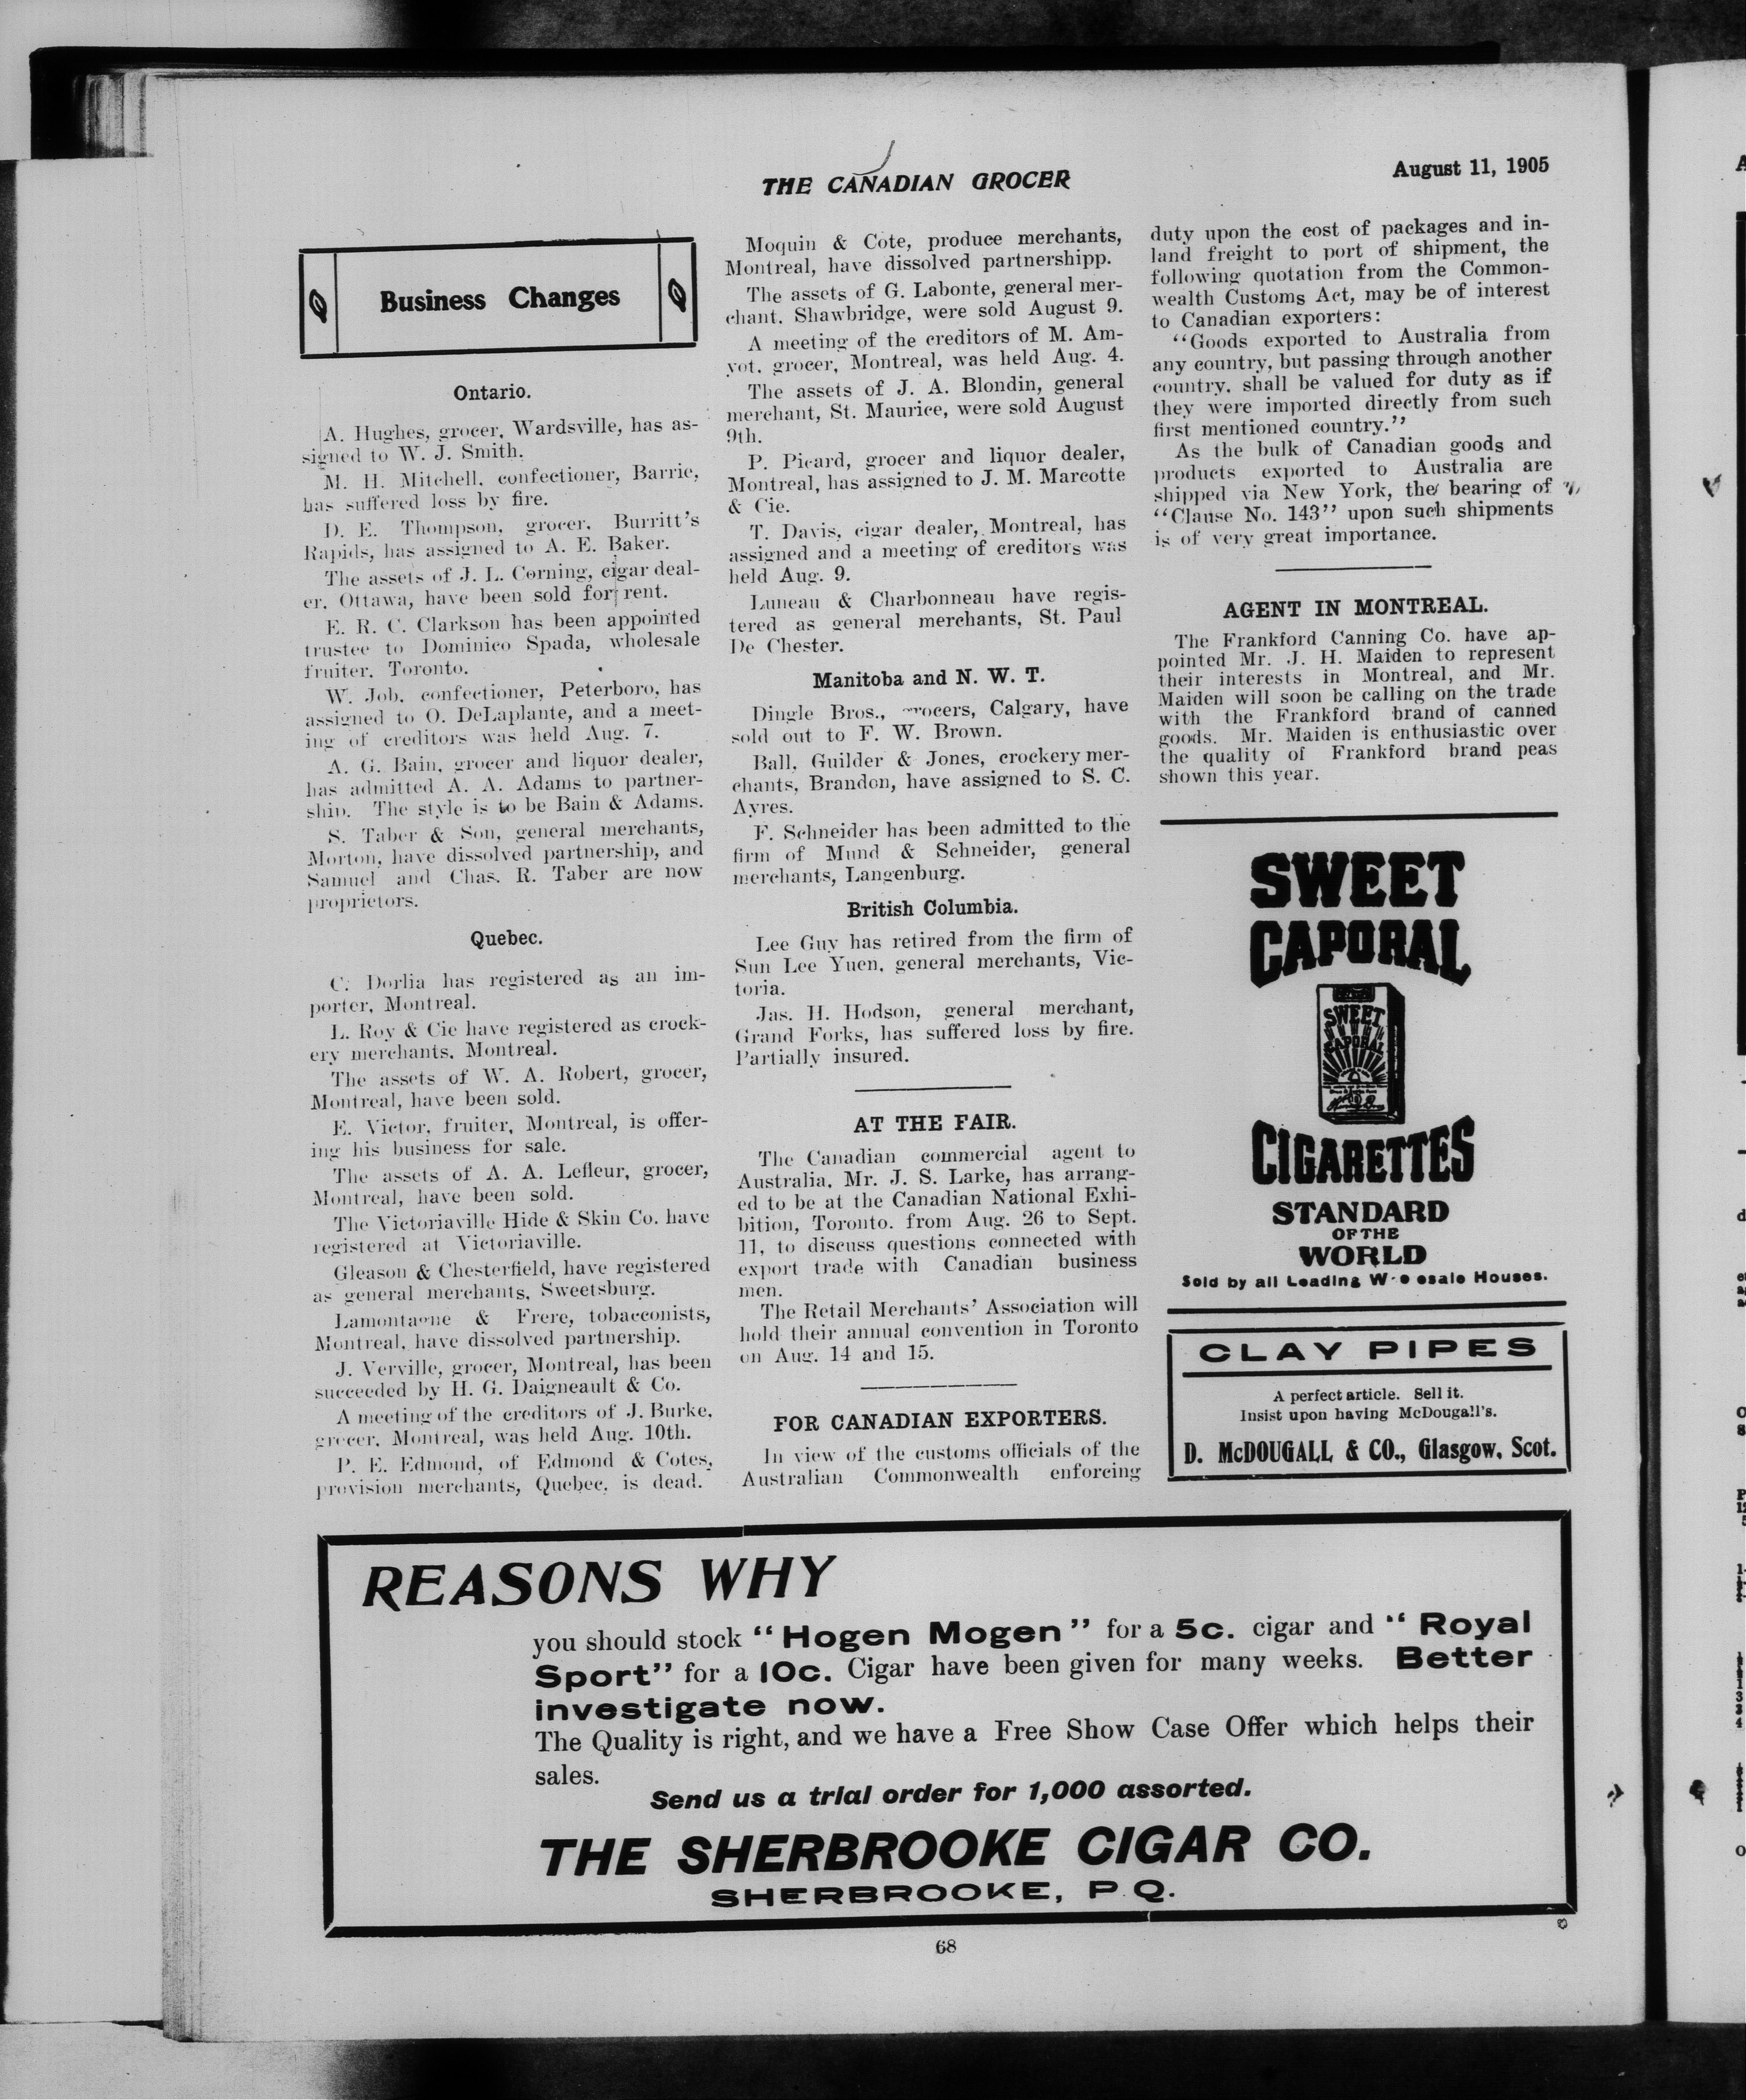 THE CANADIAN GROCER
August 11, 1905
Business Changes
Ontario.
A. Hughes, grocer, Wardsville, has as-
signed to W. J. Smith.
M. H. Mitchell, confectioner, Barrie,
has suffered loss by fire.
D. E. Thompson, grocer, Burritt's
Rapids, has assigned to A. E. Baker.
The assets of J. L. Corning, cigar deal-
er, Ottawa, have been sold for rent.
E. R. C. Clarkson has been appointed
trustee to Dominico Spada, wholesale
fruiter, Toronto.
W. Job, confectioner, Peterboro, has
assigned to O. DeLaplante, and a meet-
ing of creditors was held Aug. 7.
A. G. Bain, grocer and liquor dealer,
has admitted A. A. Adams to partner-
ship. The style is to be Bain & Adams.
S. Taber & Son, general merchants,
Morton, have dissolved partnership, and
Samuel and Chas. R. Taber are now
proprietors.
Quebec.
C. Dorlia has registered as an im-
porter, Montreal.
L. Roy & Cie have registered as crock-
ery merchants, Montreal.
The assets of W. A. Robert, grocer,
Montreal, have been sold.
E. Victor, fruiter, Montreal, is offer-
ing his business for sale.
The assets of A. A. Lefleur, grocer,
Montreal, have been sold.
The Victoriaville Hide & Skin Co. have
registered at Victoriaville.
Gleason & Chesterfield, have registered
as general merchants, Sweetsburg.
Lamontagne & Frere, tobacconists,
Montreal, have dissolved partnership.
J. Verville, grocer, Montreal, has been
succeeded by H. G. Daigneault & Co.
A meeting of the creditors of J. Burke,
grocer, Montreal, was held Aug. 10th.
P. E. Edmond, of Edmond & Cotes,
provision merchants, Quebec, is dead.
Moquin & Cote, produce merchants,
Montreal, have dissolved partnershipp.
The assets of G. Labonte, general mer-
chant, Shawbridge, were sold August 9.
A meeting of the creditors of M. Am-
yot, grocer, Montreal, was held Aug. 4.
The assets of J. A. Blondin, general
merchant, St. Maurice, were sold August
9th.
P. Picard, grocer and liquor dealer,
Montreal, has assigned to J. M. Marcotte
& Cie.
T. Davis, cigar dealer, Montreal, has
assigned and a meeting of creditors was
held Aug. 9.
Luneau & Charbonneau have regis-
tered as general merchants, St. Paul
De Chester.
Manitoba and N. W. T.
Dingle Bros., grocers, Calgary, have
sold out to F. W. Brown.
Ball, Guilder & Jones, crockery mer-
chants, Brandon, have assigned to S. C.
Ayres.
F. Schneider has been admitted to the
firm of Mund & Schneider, general
merchants, Langenburg.
British Columbia.
Lee Guy has retired from the firm of
Sun Lee Yuen, general merchants, Vic-
toria.
Jas. H. Hodson, general merchant,
Grand Forks, has suffered loss by fire.
Partially insured.
AT THE FAIR.
The Canadian commercial agent to
Australia, Mr. J. S. Larke, has arrang-
ed to be at the Canadian National Exhi-
bition, Toronto, from Aug. 26 to Sept.
11, to discuss questions connected with
export trade with Canadian business
men.
The Retail Merchants' Association will
hold their annual convention in Toronto
on Aug. 14 and 15.
FOR CANADIAN EXPORTERS.
In view of the customs officials of the
Australian Commonwealth enforcing
duty upon the cost of packages and in-
land freight to port of shipment, the
following quotation from the Common-
wealth Customs Act, may be of interest
to Canadian exporters:
"Goods exported to Australia from
any country, but passing through another
country, shall be valued for duty as if
they were imported directly from such
first mentioned country."
As the bulk of Canadian goods and
products exported to Australia are
shipped via New York, the bearing of
"Clause No. 143" upon such shipments
is of very great importance.
AGENT IN MONTREAL.
The Frankford Canning Co. have ap-
pointed Mr. J. H. Maiden to represent
their interests in Montreal, and Mr.
Maiden will soon be calling on the trade
with the Frankford brand of canned
goods. Mr. Maiden is enthusiastic over
the quality of Frankford brand peas
shown this year.
SWEET
CAPORAL
SWEET
CAPORAL
CIGARETTES
STANDARD
OF THE
WORLD
Sold by all Leading Wholesale Houses.
CLAY PIPES
A perfect article. Sell it.
Insist upon having McDougall's.
D. McDOUGALL & CO., Glasgow, Scot.
REASONS WHY
you should stock "Hogen Mogen" for a 5c. cigar and "Royal
Sport" for a 10c. Cigar have been given for many weeks. Better
investigate now.
The Quality is right, and we have a Free Show Case Offer which helps their
sales.
Send us a trial order for 1,000 assorted.
THE SHERBROOKE CIGAR CO.
SHERBROOKE, P.Q.
68